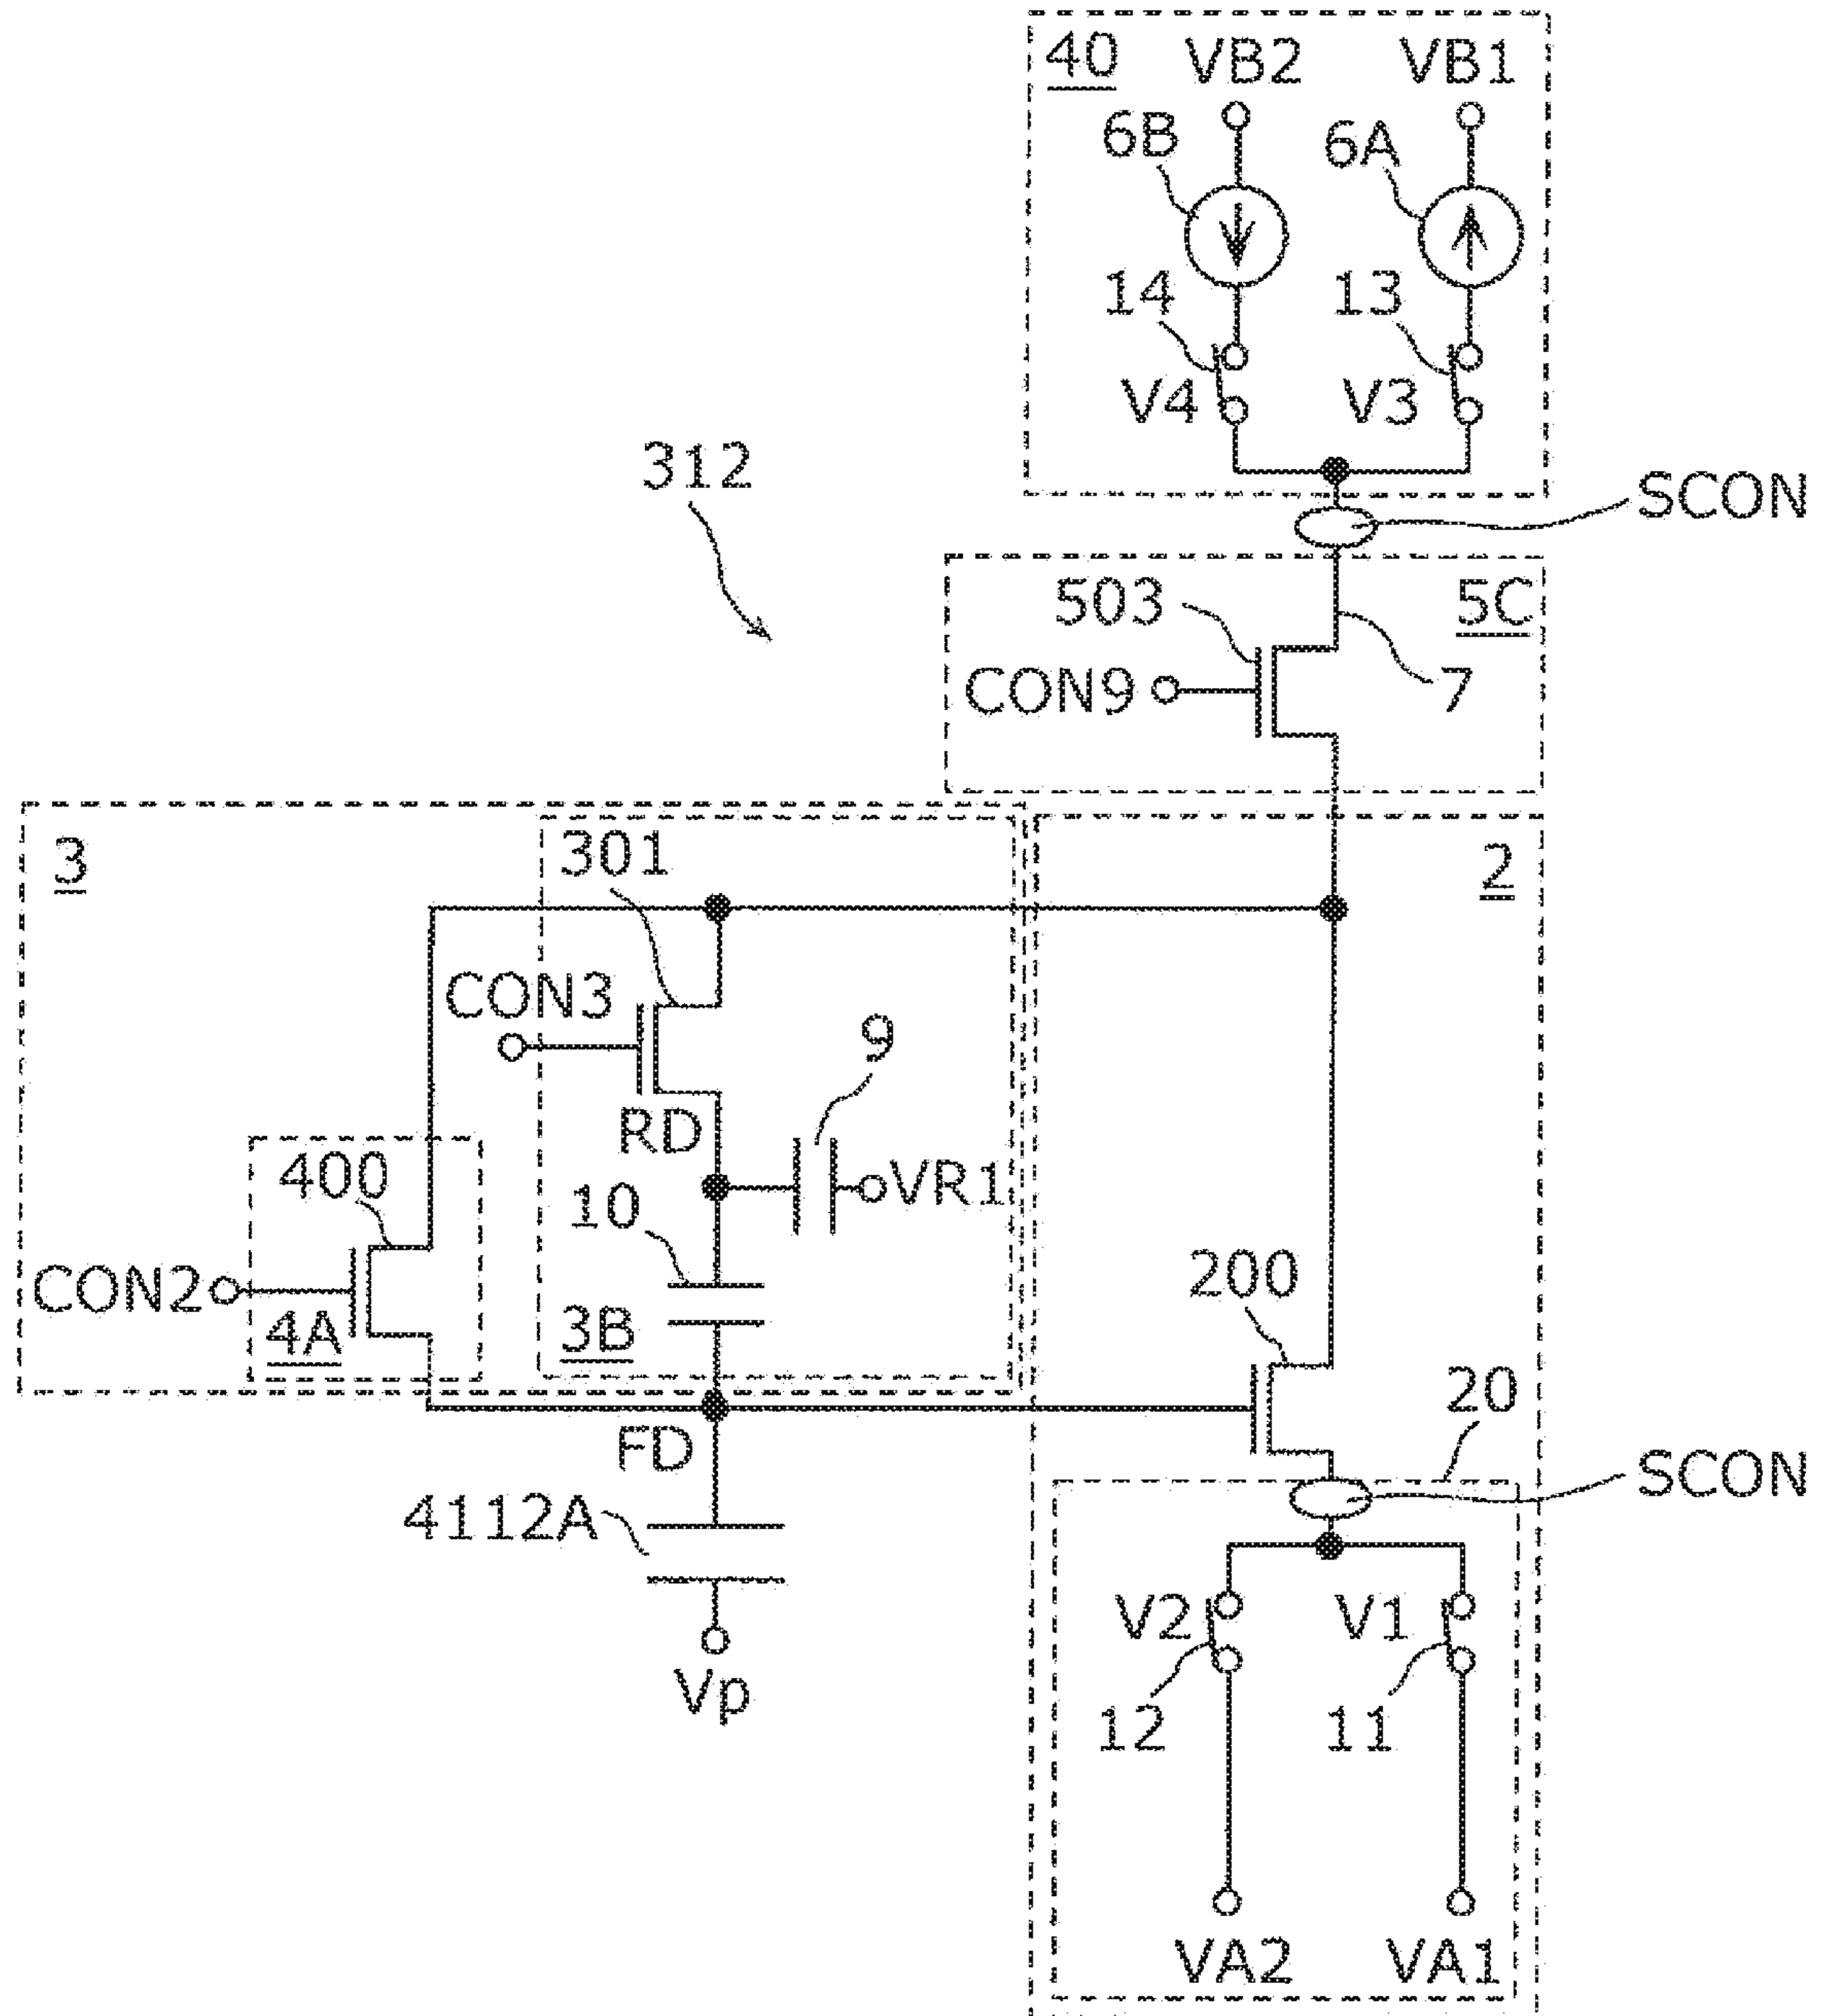 40
VB2
VB1
6B
6A
14
13
V4
V3
312
SCON
503
5C
CON9
7
3
301
2
CON3
9
RD
400
10
VR1
CON2
4A
3B
200
20
FD
4112A
SCON
V2
V1
Vp
12
11
VA2
VA1